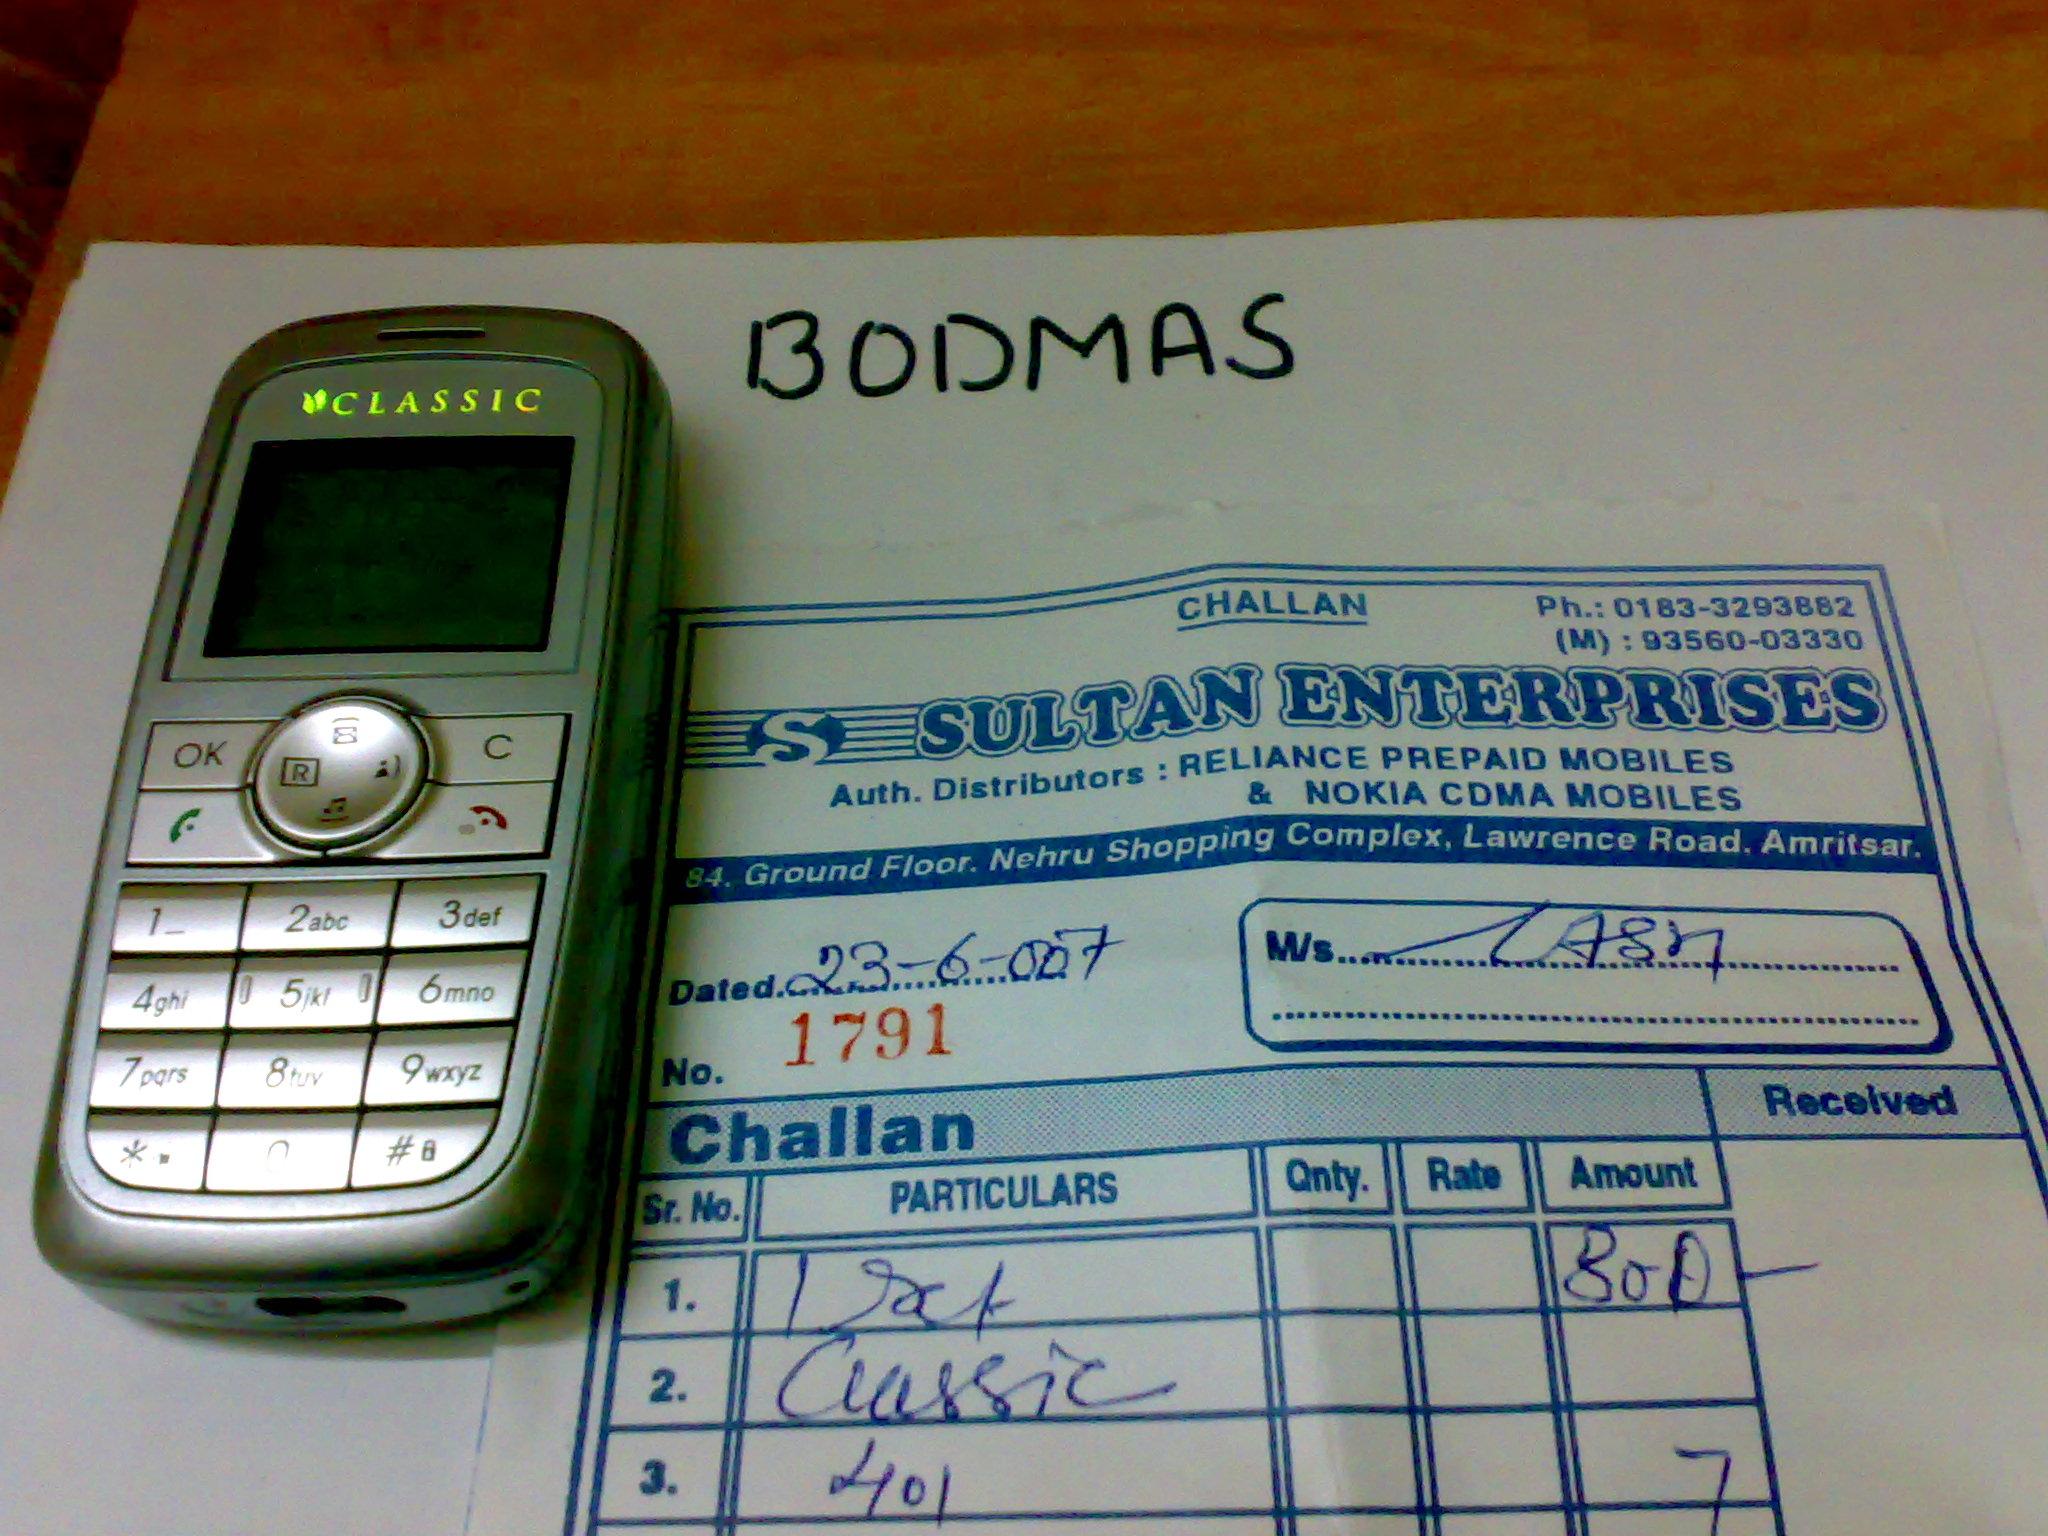 BODMAS
CLASSIC
OK
R
C
1_
2abc
3def
4ghi
5jkl
6mno
7pqrs
8tuv
9wxyz
*
0
#
CHALLAN
Ph.: 0183-3293882
(M) : 93560-03330
S SULTAN ENTERPRISES
Auth. Distributors : RELIANCE PREPAID MOBILES
& NOKIA CDMA MOBILES
84, Ground Floor, Nehru Shopping Complex, Lawrence Road, Amritsar.
Dated 23-6-007
M/s.
No. 1791
Challan
Received
Sr. No. PARTICULARS Qnty. Rate Amount
1. 1 Set 800 -
2. Classic
3. 401